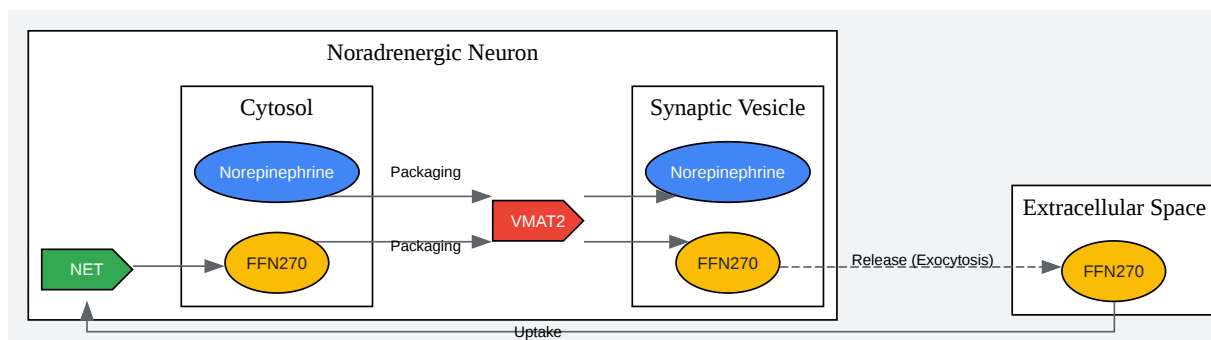 Noradrenergic Neuron
Cytosol
Synaptic Vesicle
Norepinephrine
Packaging
Norepinephrine
VMAT2
Extracellular Space
Packaging
NET
FFN270
FFN270
Release (Exocytosis)
FFN270
Uptake